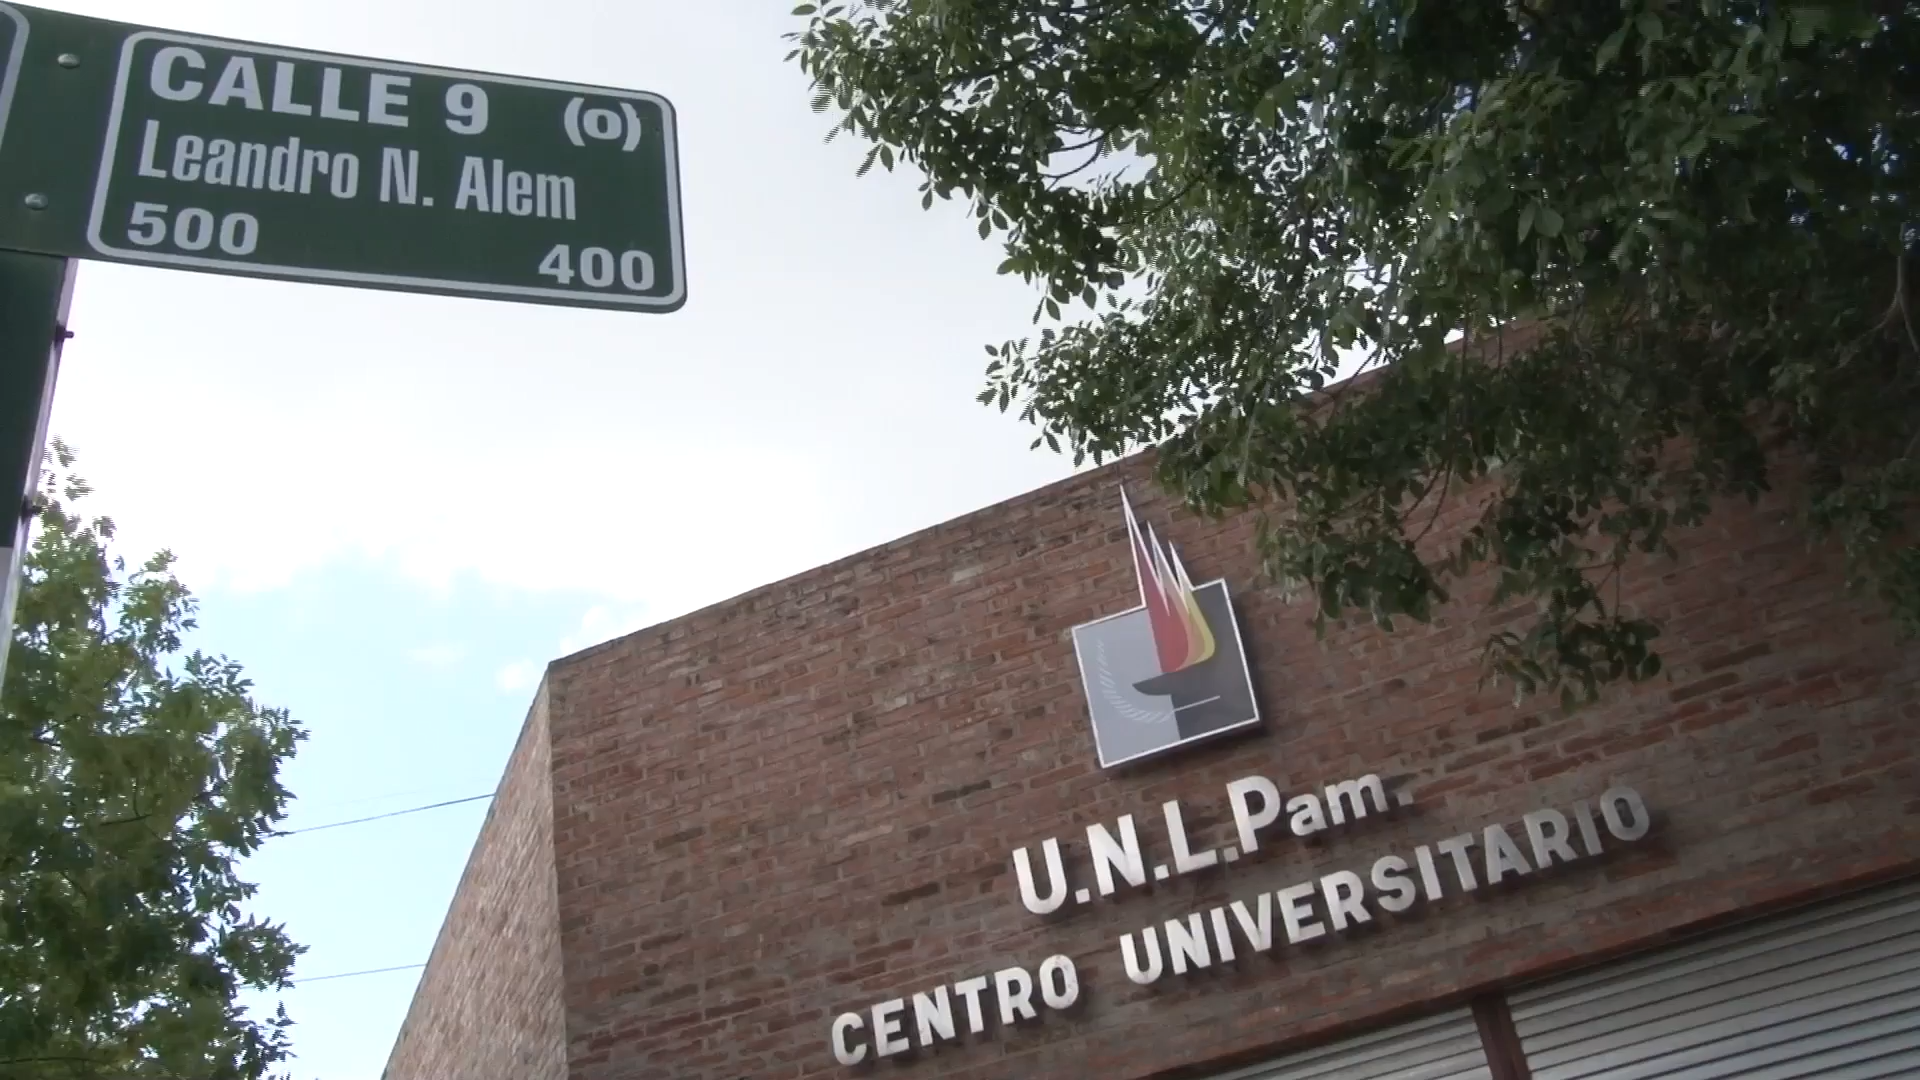 CALLE 9 (O)
Leandro N. Alem
500 400
U.N.L.Pam.
CENTRO UNIVERSITARIO